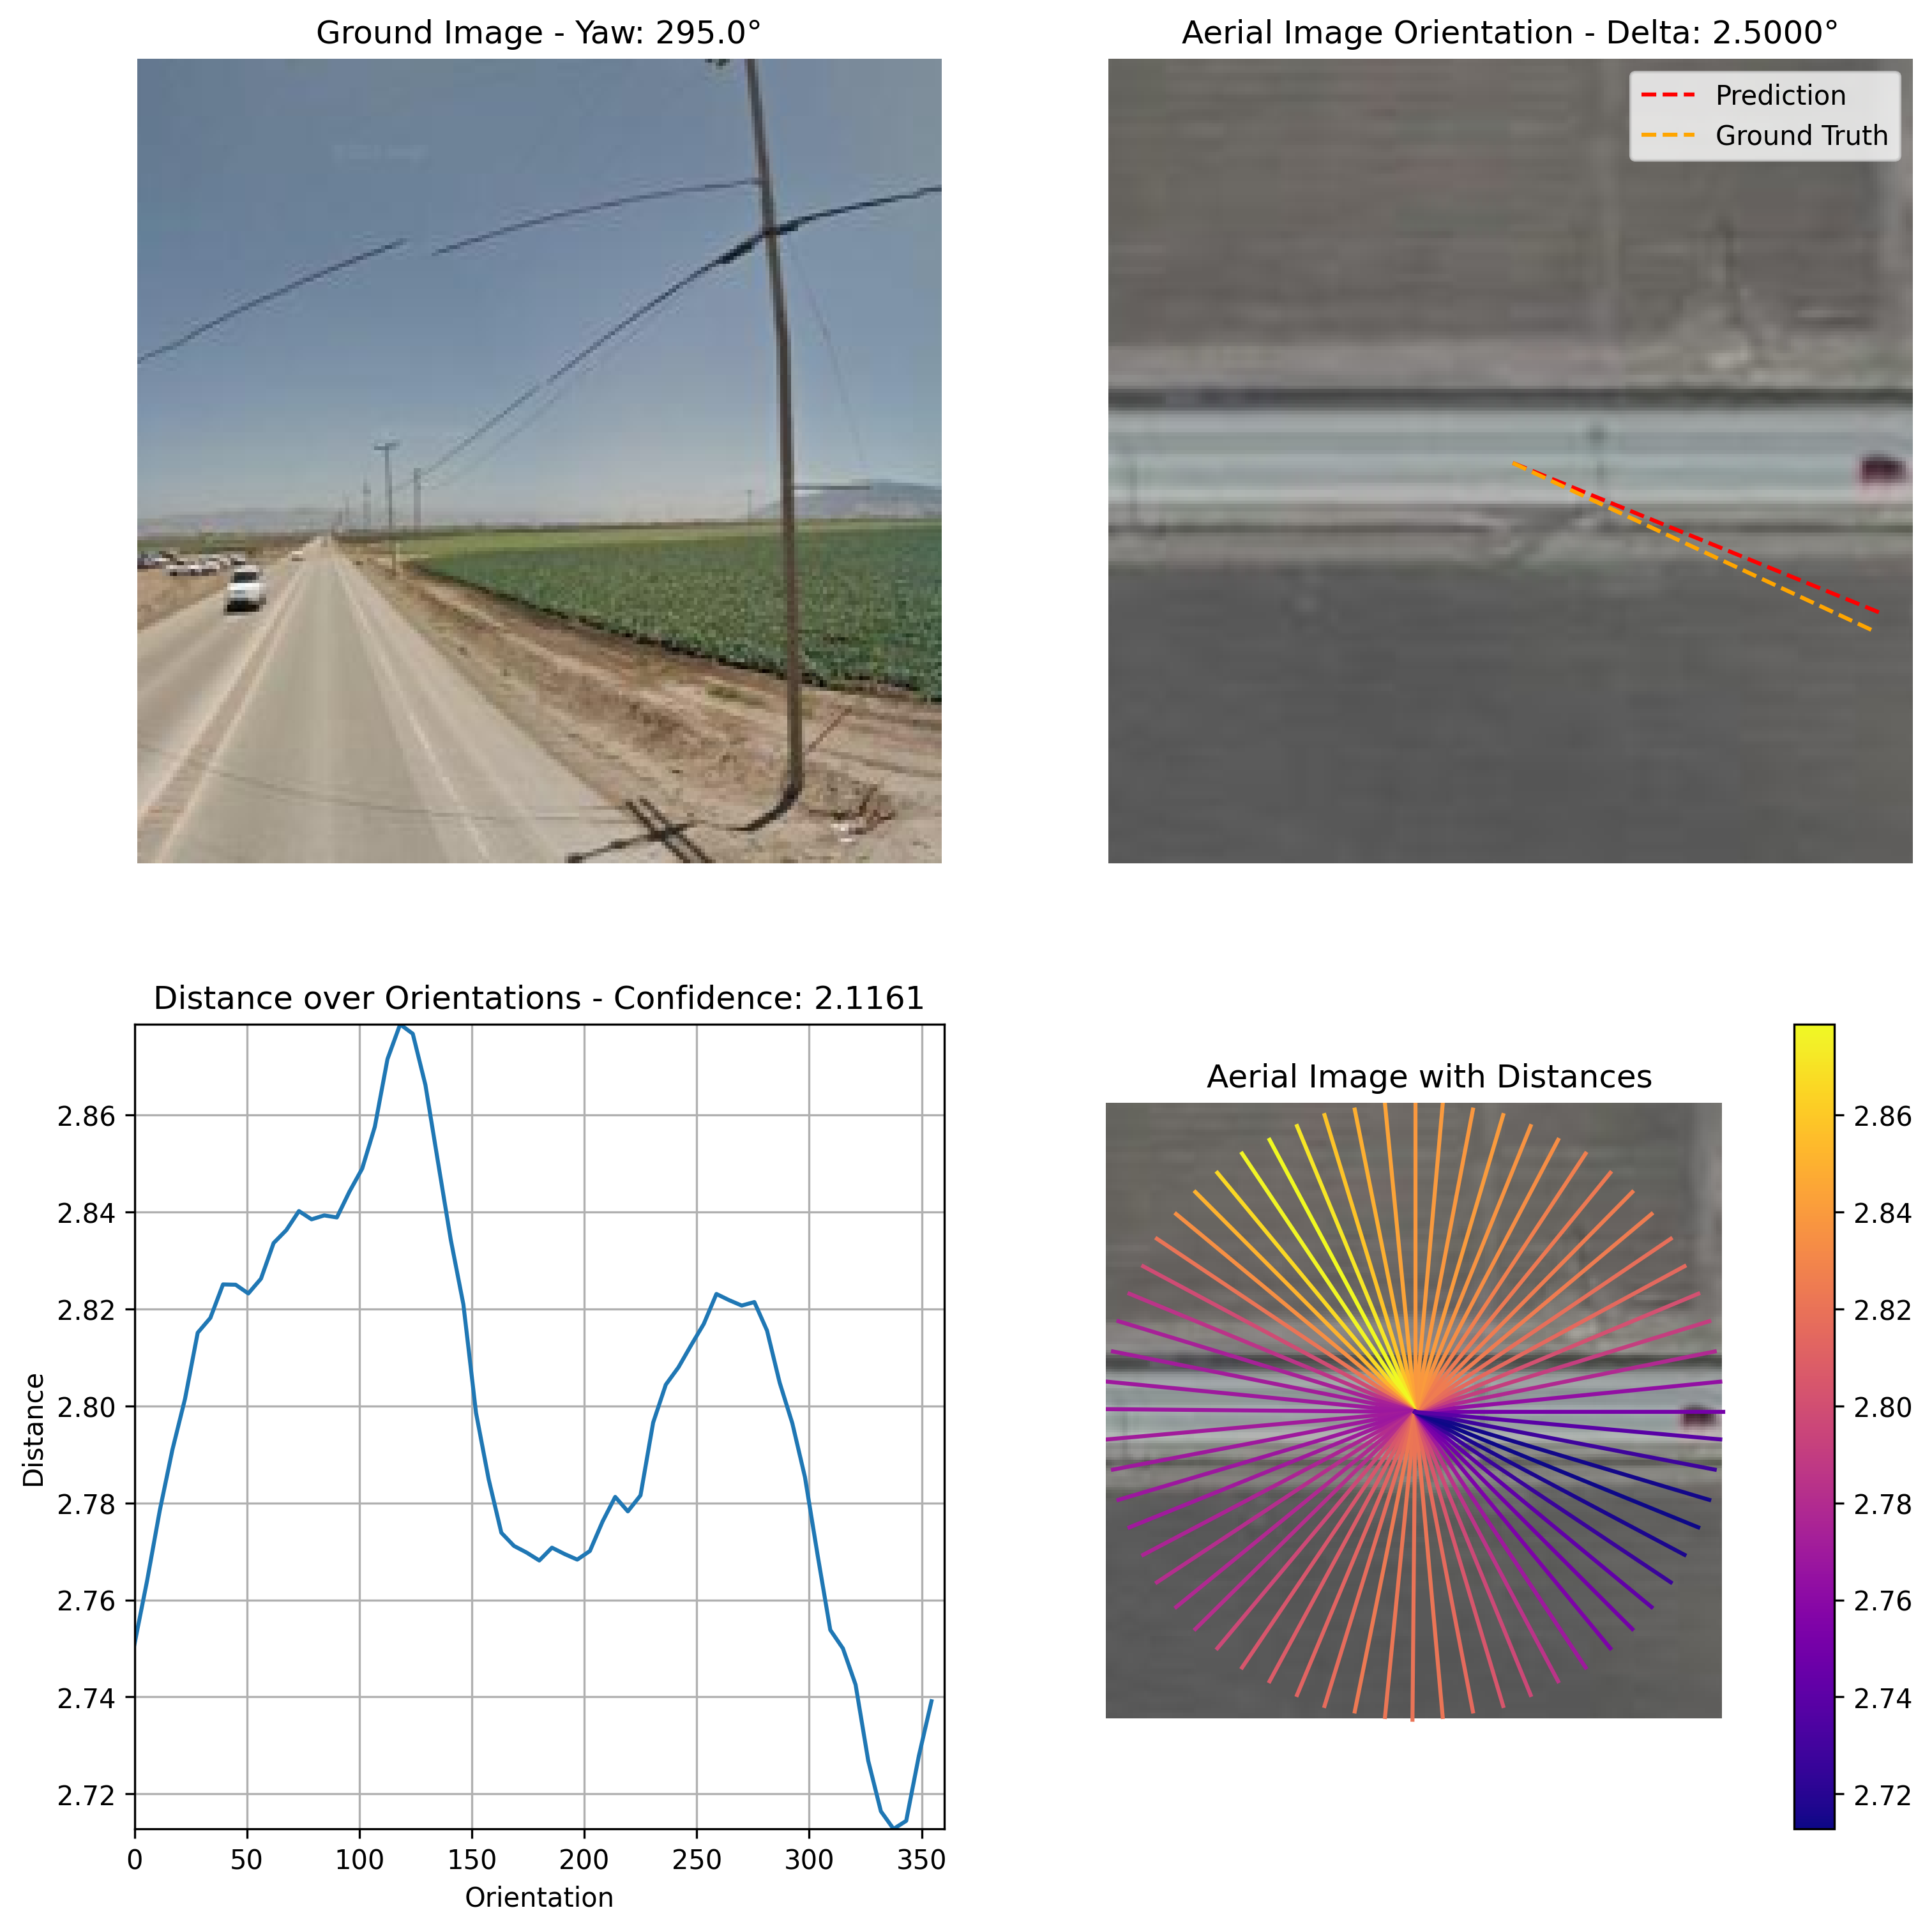 Ground Image - Yaw: 295.0°
Aerial Image Orientation - Delta: 2.5000°
Prediction
Ground Truth
Distance over Orientations - Confidence: 2.1161
Distance
2.86
2.84
2.82
2.80
2.78
2.76
2.74
2.72
0 50 100 150 200 250 300 350
Orientation
Aerial Image with Distances
2.86
2.84
2.82
2.80
2.78
2.76
2.74
2.72